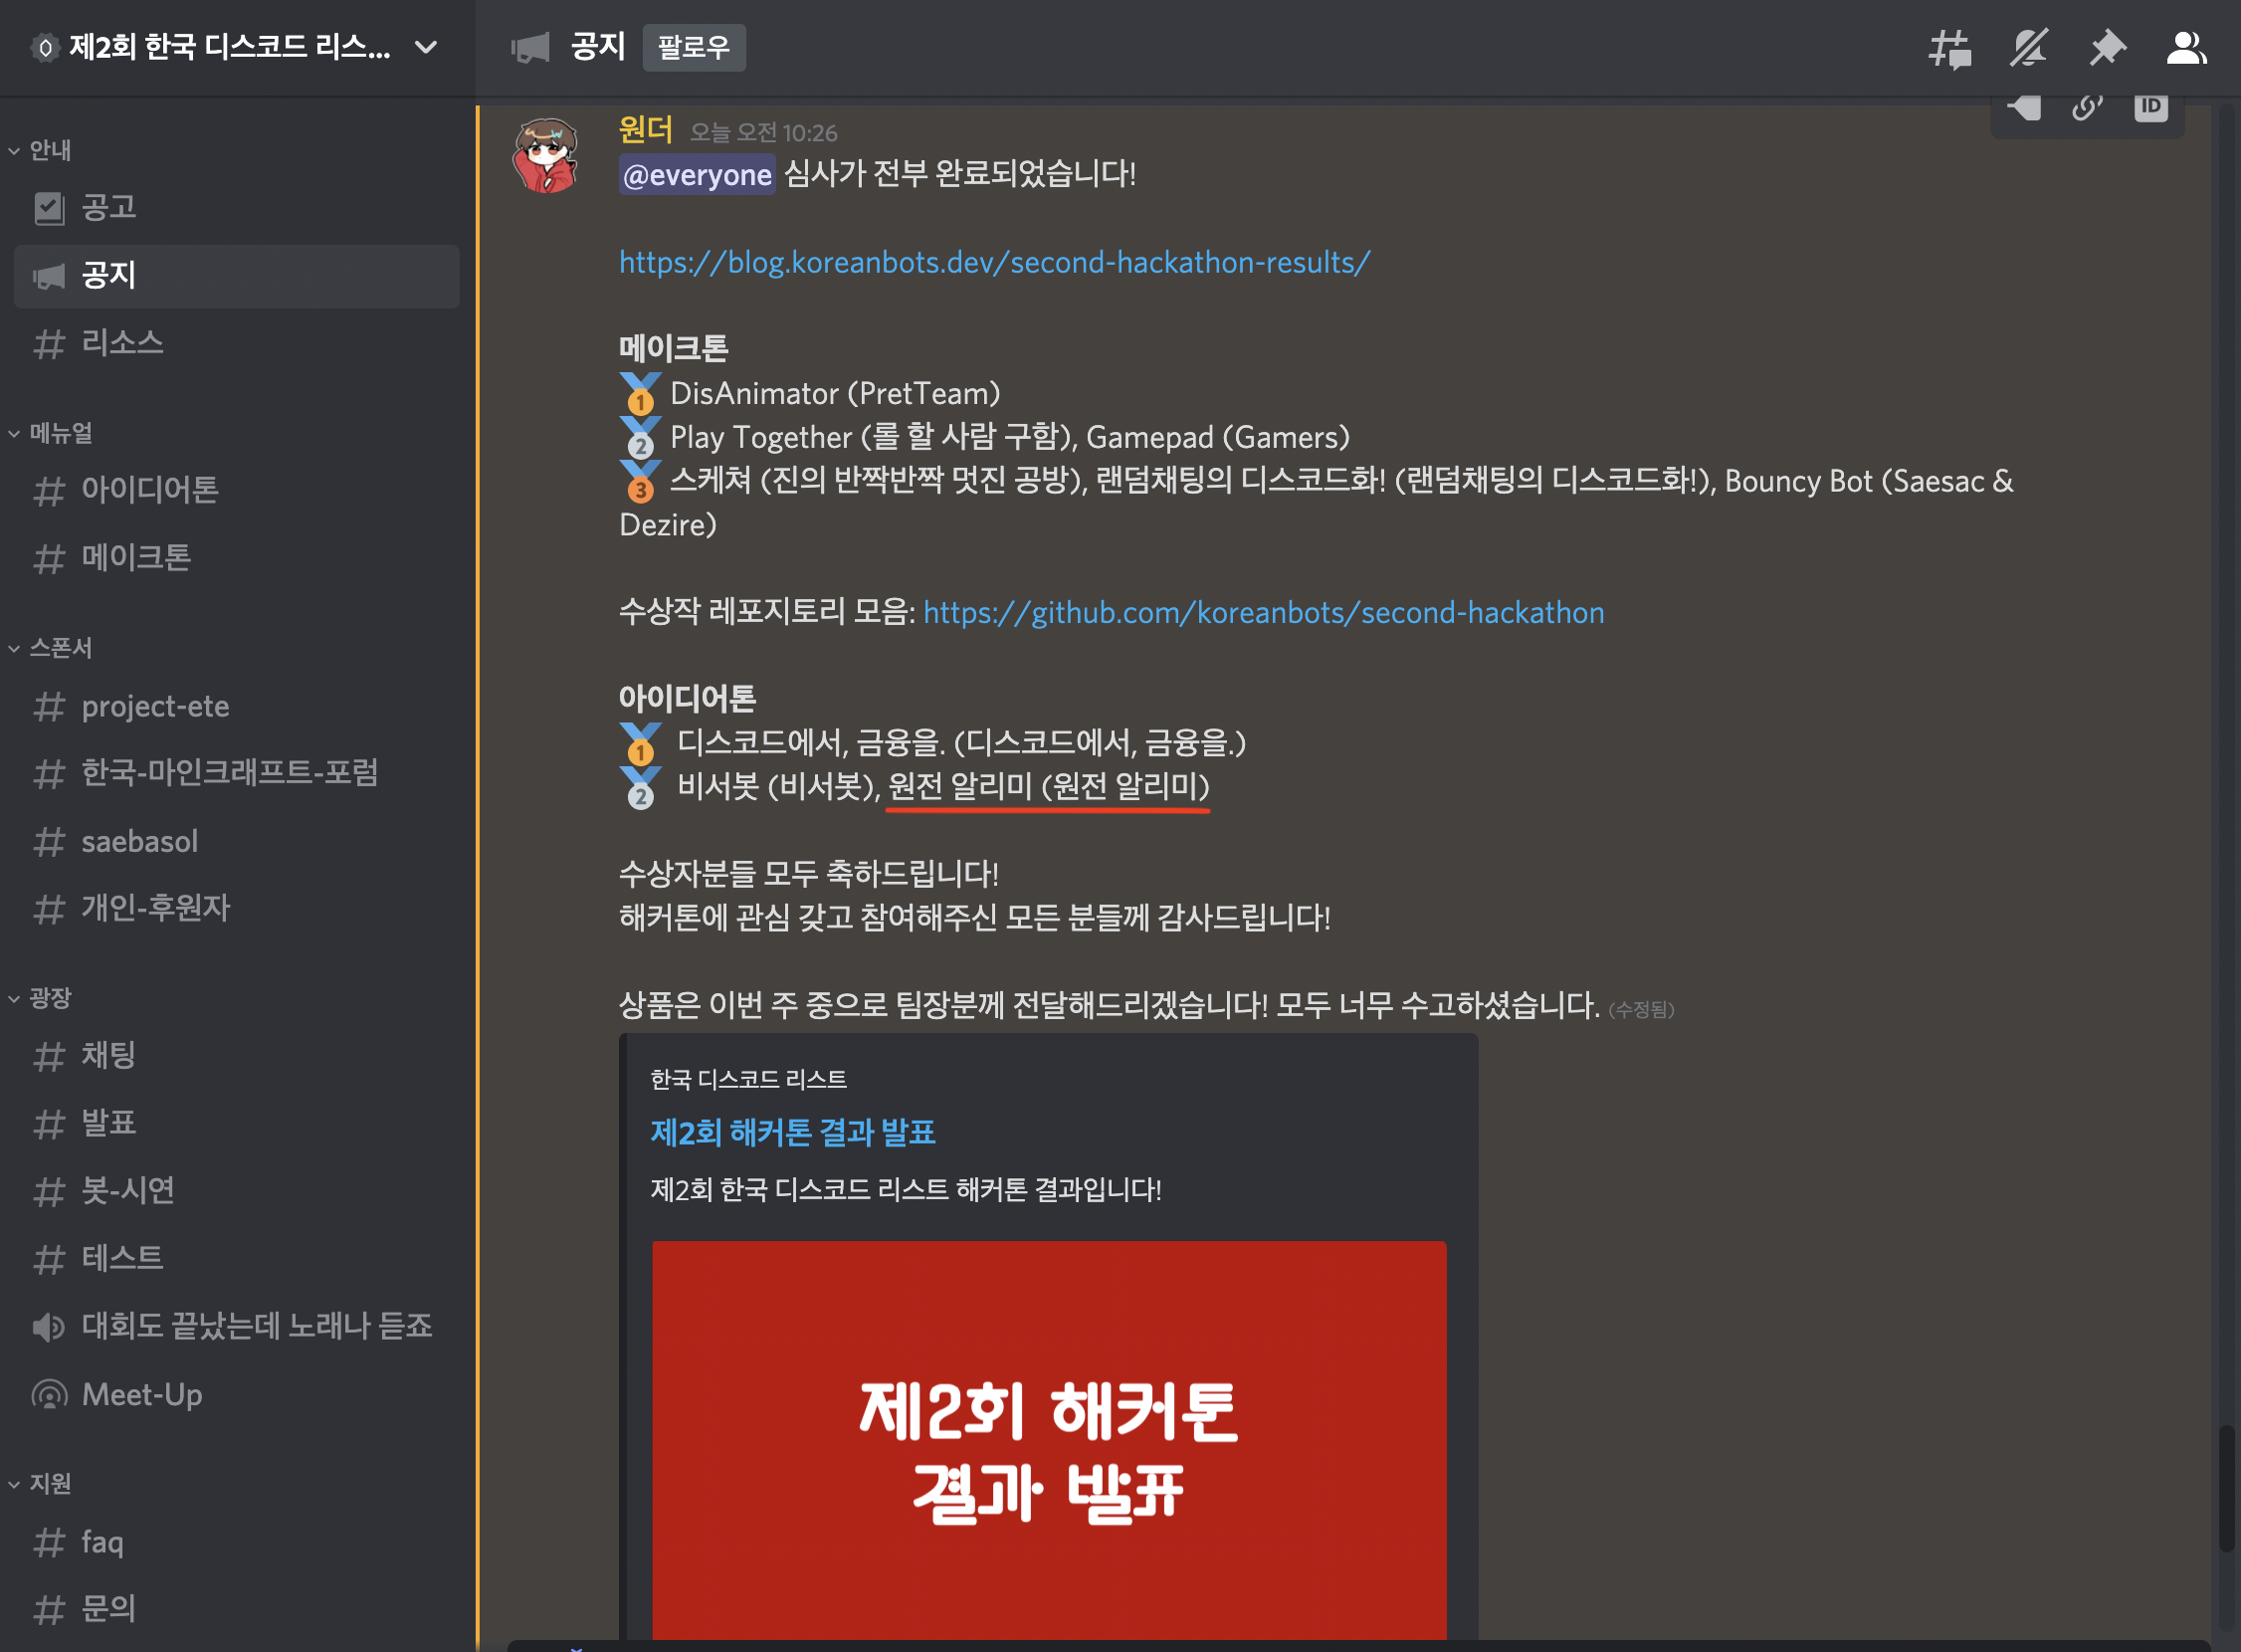 제2회 한국 디스코드 리스...
안내
공고
공지
리소스
메뉴얼
아이디어톤
메이크톤
스폰서
project-ete
한국-마인크래프트-포럼
saebasol
개인-후원자
광장
채팅
발표
봇-시연
테스트
대회도 끝났는데 노래나 듣죠
Meet-Up
지원
faq
문의
공지 팔로우
ID
원더 오늘 오전 10:26
@everyone 심사가 전부 완료되었습니다!
https://blog.koreanbots.dev/second-hackathon-results/
메이크톤
1 DisAnimator (PretTeam)
2 Play Together (롤 할 사람 구함), Gamepad (Gamers)
3 스케쳐 (진의 반짝반짝 멋진 공방), 랜덤채팅의 디스코드화! (랜덤채팅의 디스코드화!), Bouncy Bot (Saesac &
Dezire)
수상작 레포지토리 모음: https://github.com/koreanbots/second-hackathon
아이디어톤
1 디스코드에서, 금융을. (디스코드에서, 금융을.)
2 비서봇 (비서봇), 원전 알리미 (원전 알리미)
수상자분들 모두 축하드립니다!
해커톤에 관심 갖고 참여해주신 모든 분들께 감사드립니다!
상품은 이번 주 중으로 팀장분께 전달해드리겠습니다! 모두 너무 수고하셨습니다. (수정됨)
한국 디스코드 리스트
제2회 해커톤 결과 발표
제2회 한국 디스코드 리스트 해커톤 결과입니다!
제2회 해커톤
결과 발표